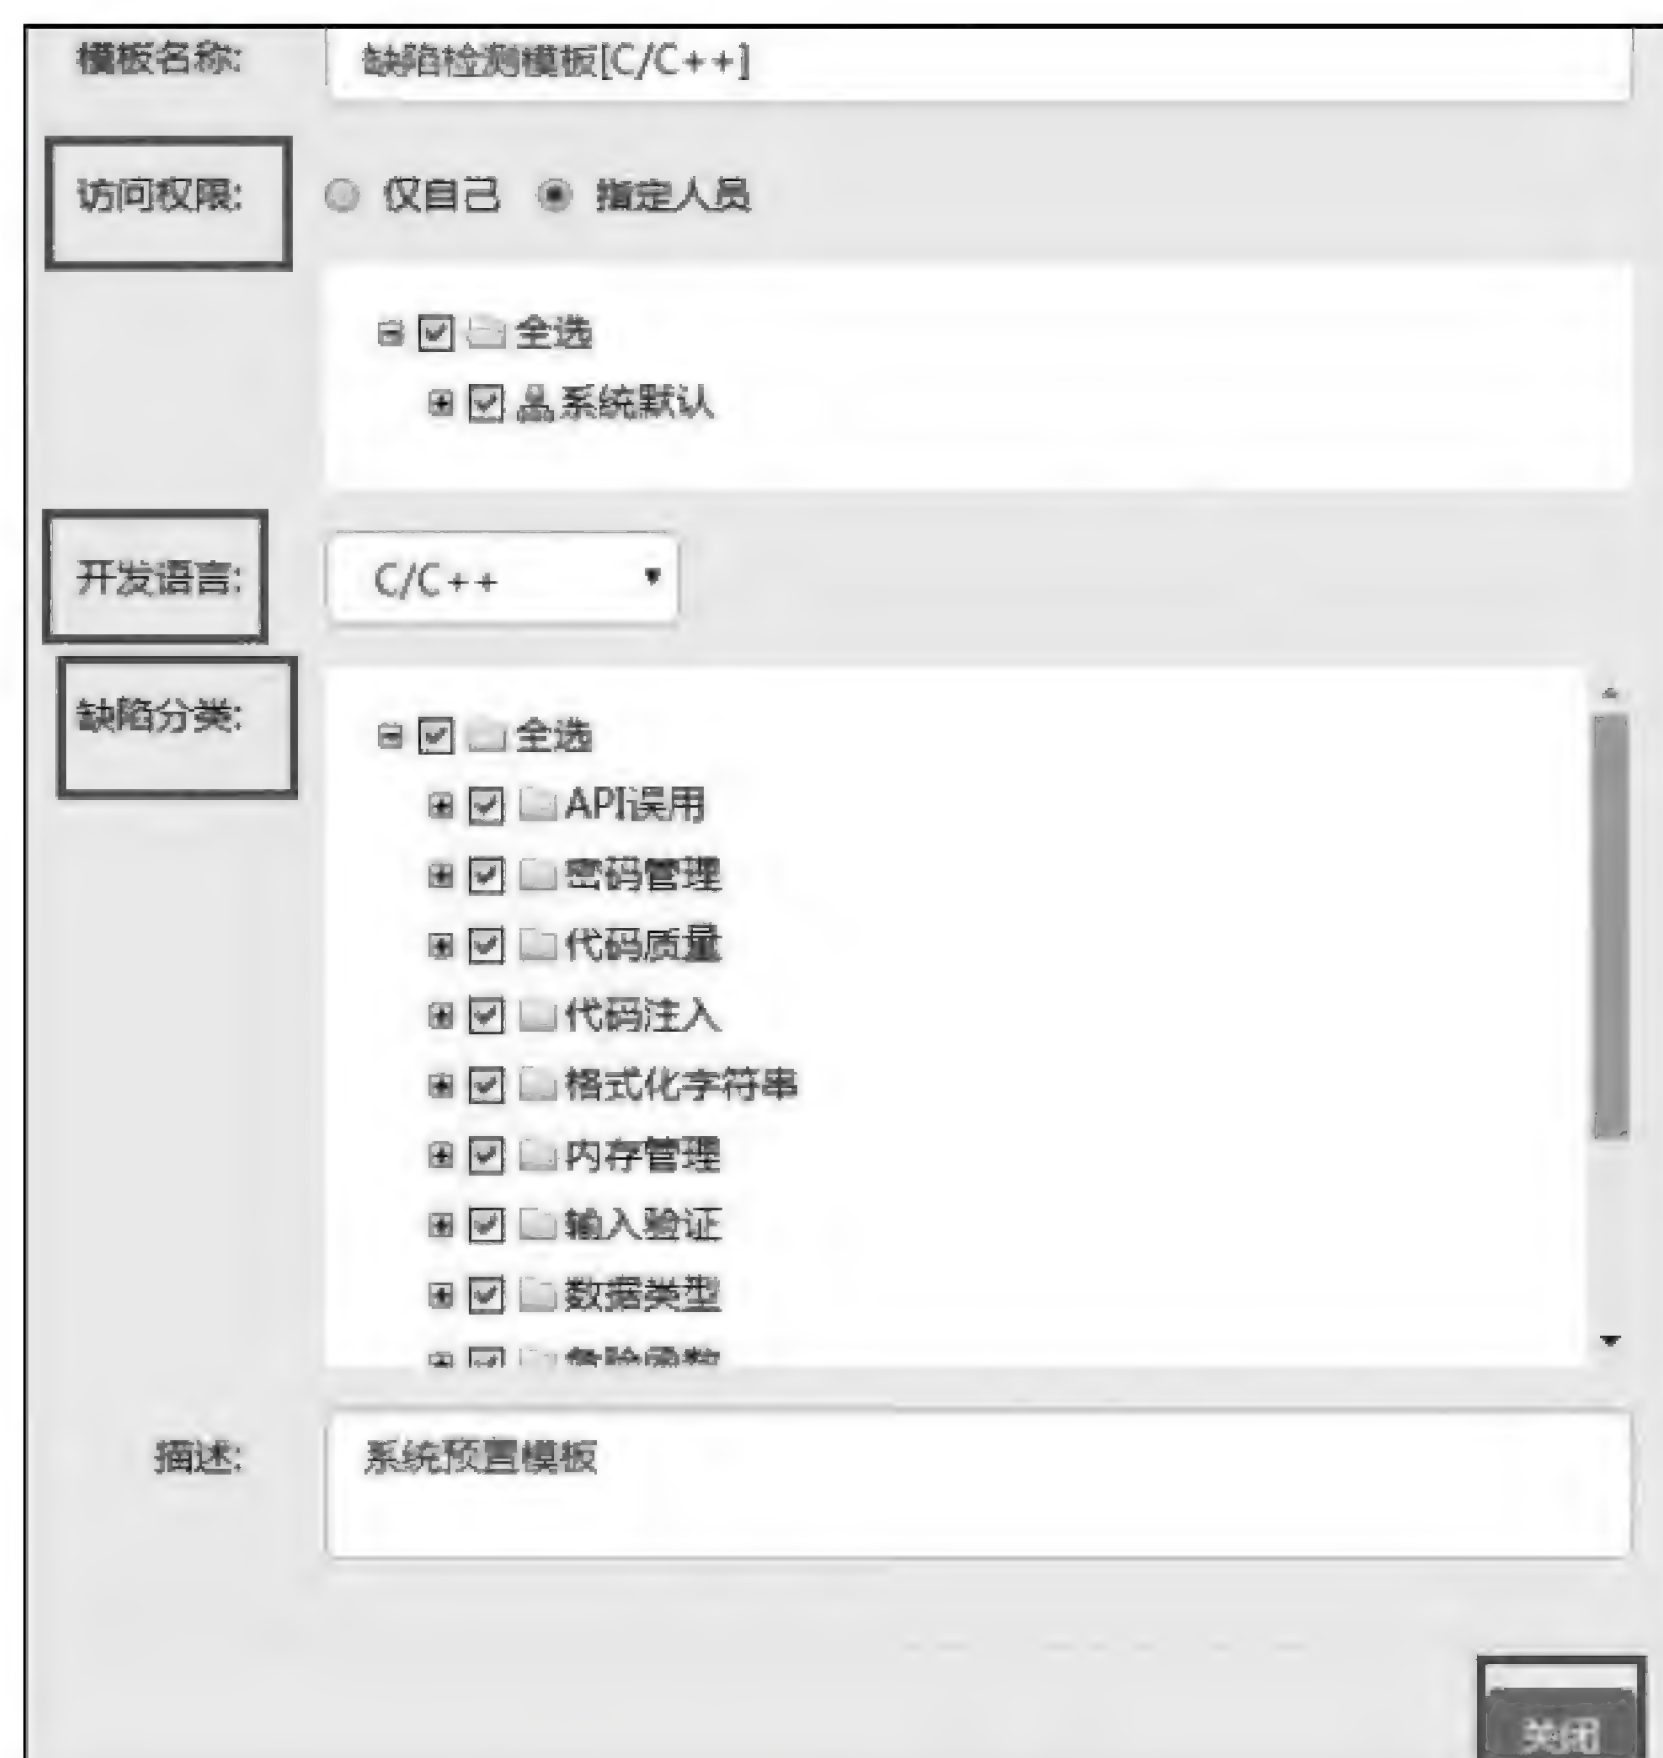 模板名称: 缺陷检测模板[C/C++]
访问权限: 仅自己 指定人员
全选
系统默认
开发语言: C/C++
缺陷分类:
全选
API误用
密码管理
代码质量
代码注入
格式化字符串
内存管理
输入验证
数据类型
危险函数
描述: 系统预置模板
关闭